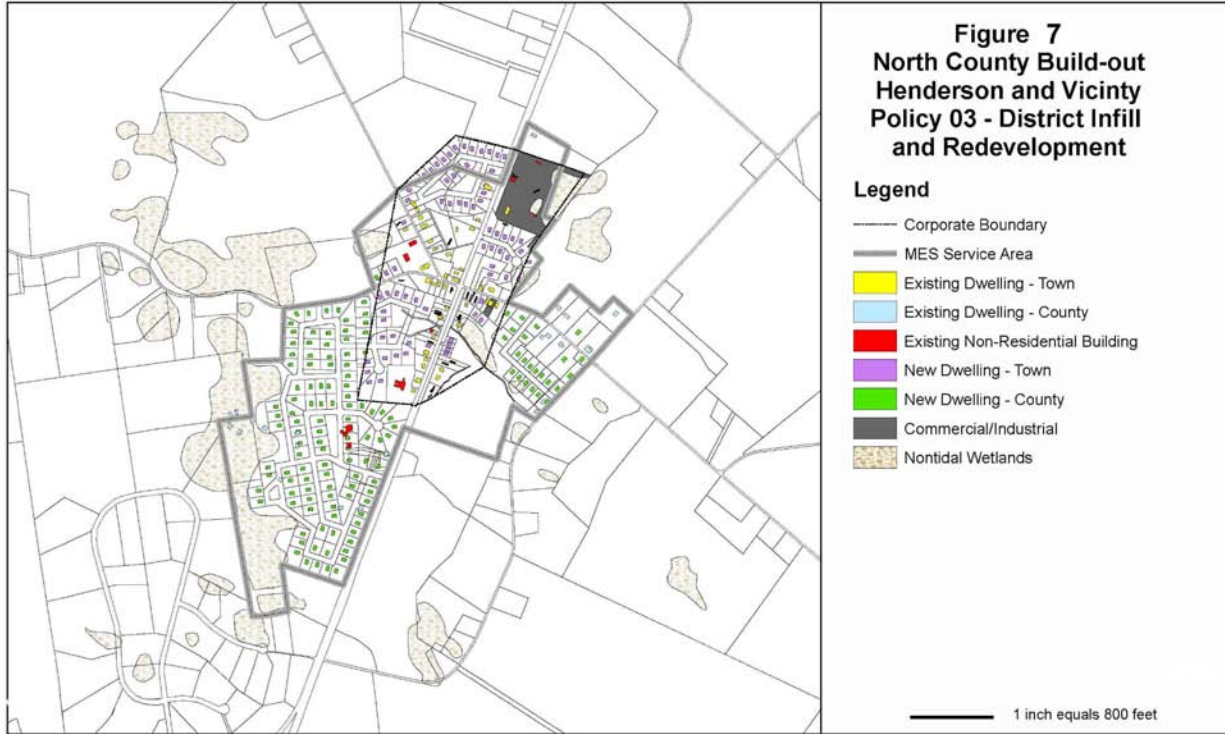 Figure 7
North County Build-out
Henderson and Vicinty
Policy 03 - District Infill
and Redevelopment
Legend
Corporate Boundary
MES Service Area
Existing Dwelling - Town
Existing Dwelling - County
Existing Non-Residential Building
New Dwelling - Town
New Dwelling - County
Commercial/Industrial
Nontidal Wetlands
1 inch equals 800 feet